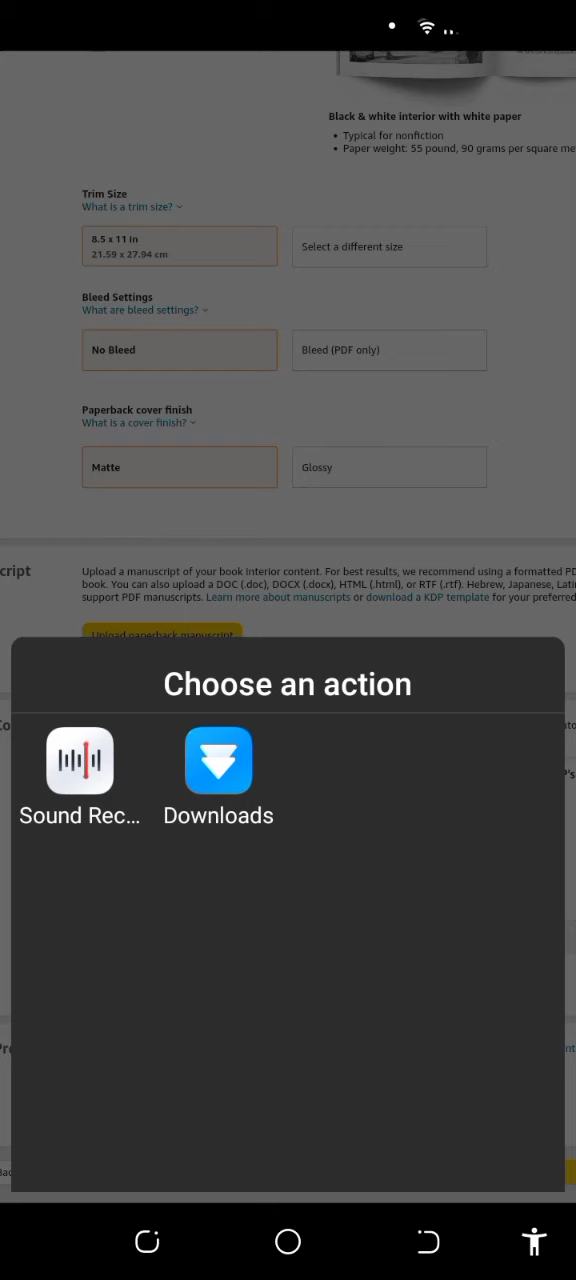 Black & white interior with white paper
• Typical for nonfiction
• Paper weight: 55 pound, 90 grams per square me
Trim Size
What is a trim size?
8.5 x 11 in
21.59 x 27.94 cm
Select a different size
Bleed Settings
What are bleed settings?
No Bleed
Bleed (PDF only)
Paperback cover finish
What is a cover finish?
Matte
Glossy
cript
Upload a manuscript of your book interior content. For best results, we recommend using a formatted PD
book. You can also upload a DOC (.doc), DOCX (.docx), HTML (.html), or RTF (.rtf). Hebrew, Japanese, Latin
support PDF manuscripts. Learn more about manuscripts or download a KDP template for your preferred
Upload paperback manuscript
Choose an action
Sound Rec...
Downloads